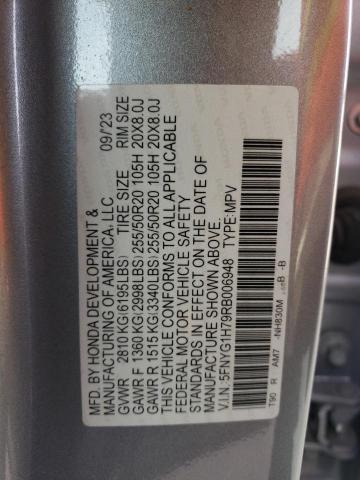 MFD. BY HONDA DEVELOPMENT & 09/23
MANUFACTURING OF AMERICA, LLC
GVWR 2810 KG(6195LBS) TIRE SIZE RIM SIZE
GAWR F 1360 KG(2998LBS) 255/50R20 105H 20X8.0J
GAWR R 1515 KG(3340LBS) 255/50R20 105H 20X8.0J
THIS VEHICLE CONFORMS TO ALL APPLICABLE
FEDERAL MOTOR VEHICLE SAFETY
STANDARDS IN EFFECT ON THE DATE OF
MANUFACTURE SHOWN ABOVE.
V.I.N.:5FNYG1H79RB006948 TYPE: MPV
T90 R AM7 -NH830M -B -B